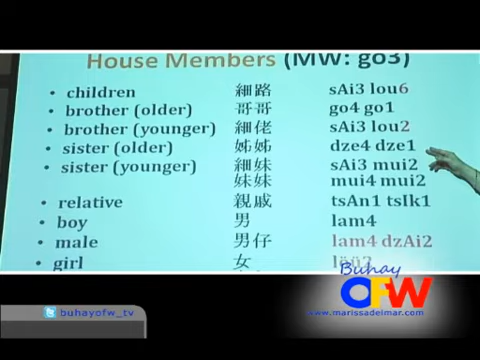 House Members (MW: go3)
• children 細路 sAi3 lou6
• brother (older) 哥哥 go4 go1
• brother (younger) 細佬 sAi3 lou2
• sister (older) 姊姊 dze4 dze1
• sister (younger) 細妹 sAi3 mui2
妹妹 mui4 mui2
• relative 親戚 tsAn1 tsIk1
• boy 男 lam4
• male 男仔 lam4 dzAi2
• girl 女 löü2
Buhay
OFW
www.marissadelmar.com
buhayofw_tv